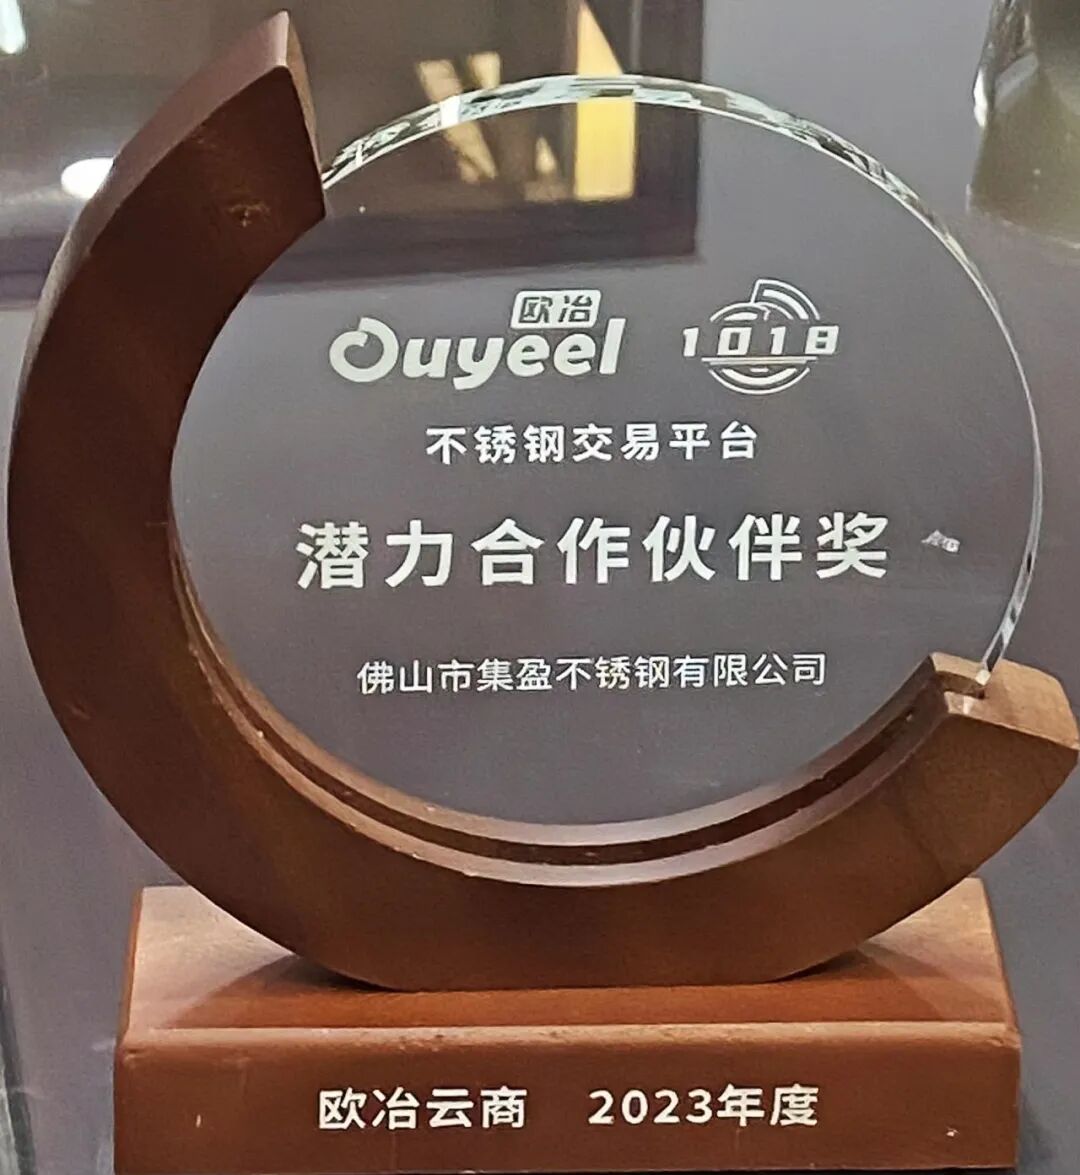 欧冶
Ouyeel
1018
不锈钢交易平台
潜力合作伙伴奖
佛山市集盈不锈钢有限公司
欧冶云商 2023年度